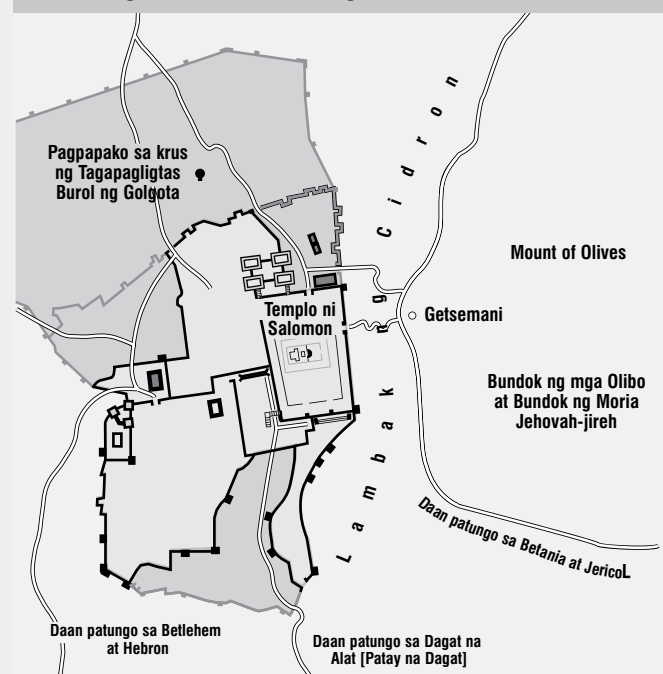 Pagpapako sa krus
ng Tagapagligtas
Burol ng Golgota
Lambak ng Cidron
Mount of Olives
Templo ni
Salomon
Getsemani
Bundok ng mga Olibo
at Bundok ng Moria
Jehovah-jireh
Daan patungo sa Betania at JericoL
Daan patungo sa Betlehem
at Hebron
Daan patungo sa Dagat na
Alat [Patay na Dagat]